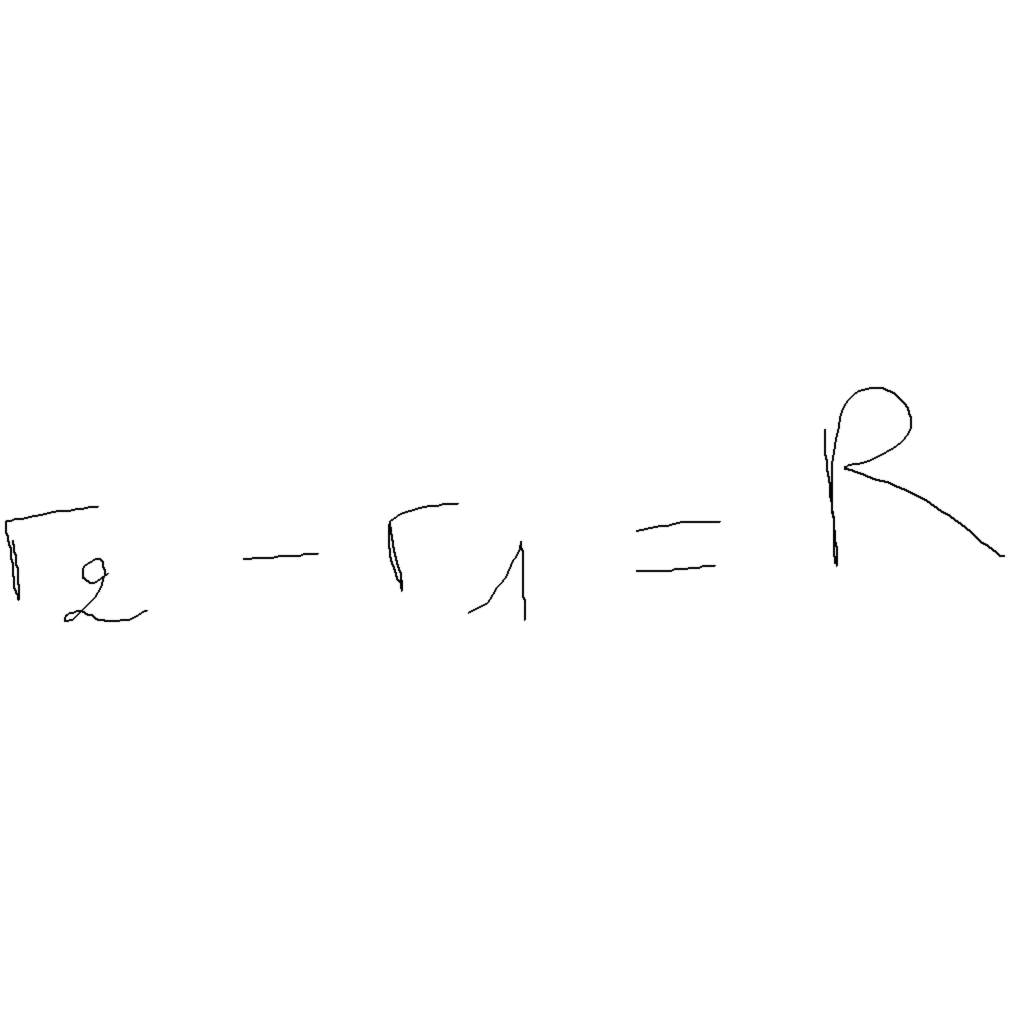 r₂ - r₁ = R